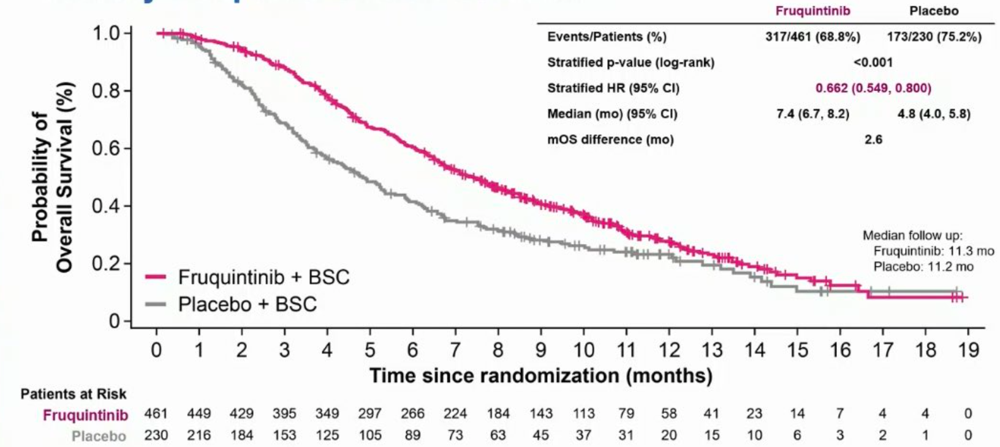 Fruquintinib Placebo
Events/Patients (%) 317/461 (68.8%) 173/230 (75.2%)
Stratified p-value (log-rank) <0.001
Stratified HR (95% CI) 0.662 (0.549, 0.800)
Median (mo) (95% CI) 7.4 (6.7, 8.2) 4.8 (4.0, 5.8)
mOS difference (mo) 2.6
Probability of
Overall Survival (%)
1.0
0.8
0.6
0.4
0.2
0
Median follow up:
Fruquintinib: 11.3 mo
Placebo: 11.2 mo
Fruquintinib + BSC
Placebo + BSC
0 1 2 3 4 5 6 7 8 9 10 11 12 13 14 15 16 17 18 19
Time since randomization (months)
Patients at Risk
Fruquintinib 461 449 429 395 349 297 266 224 184 143 113 79 58 41 23 14 7 4 4 0
Placebo 230 216 184 153 125 105 89 73 63 45 37 31 20 15 10 6 3 2 1 0